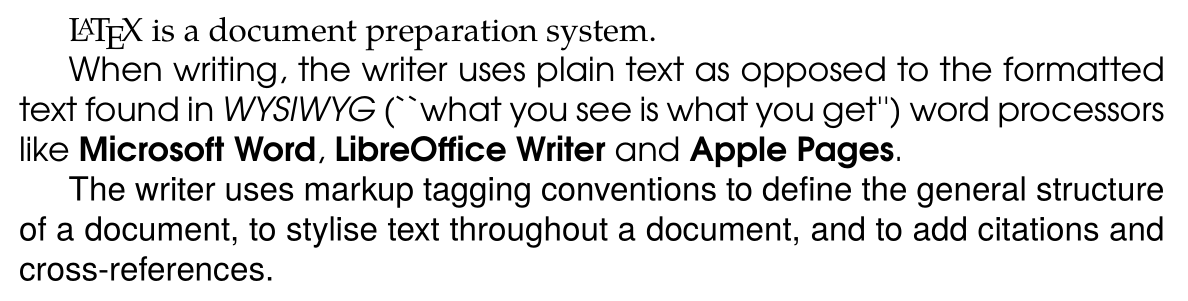 LATEX is a document preparation system.
When writing, the writer uses plain text as opposed to the formatted
text found in WYSIWYG (``what you see is what you get'') word processors
like Microsoft Word, LibreOffice Writer and Apple Pages.
The writer uses markup tagging conventions to define the general structure
of a document, to stylise text throughout a document, and to add citations and
cross-references.